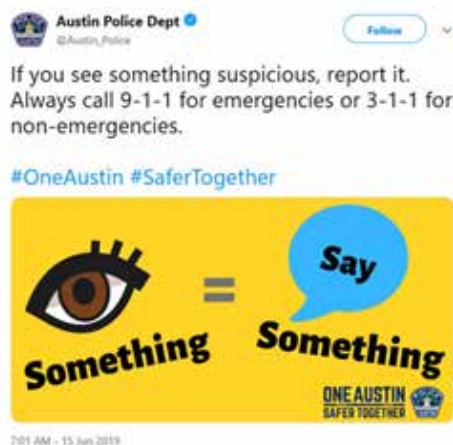 Austin Police Dept
@Austin_Police
Follow
If you see something suspicious, report it.
Always call 9-1-1 for emergencies or 3-1-1 for
non-emergencies.
#OneAustin #SaferTogether
Something
=
Say
Something
ONE AUSTIN
SAFER TOGETHER
7:01 AM - 15 Jun 2019